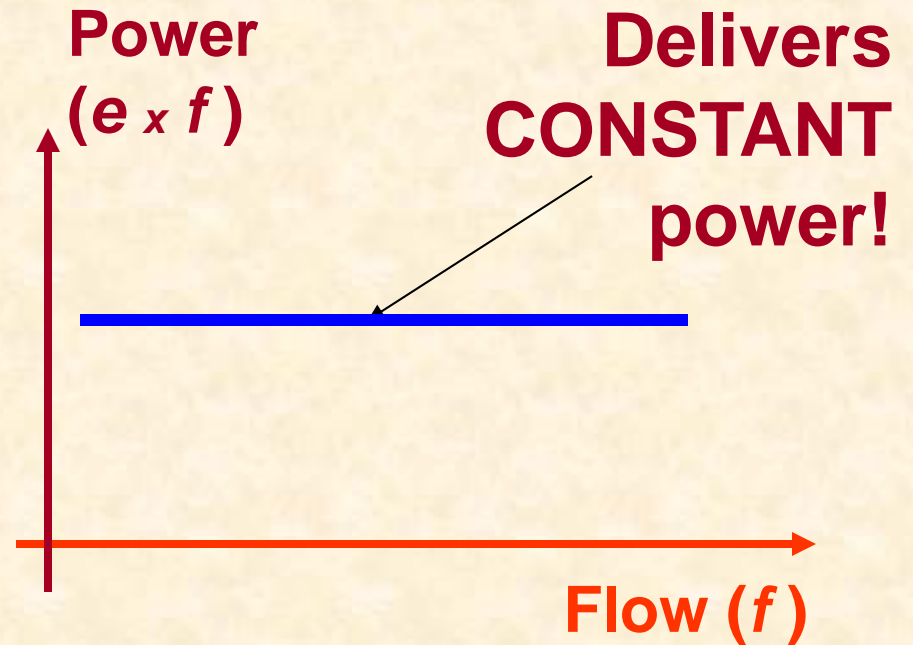 Power
(e x f )
Delivers
CONSTANT
power!
Flow (f )